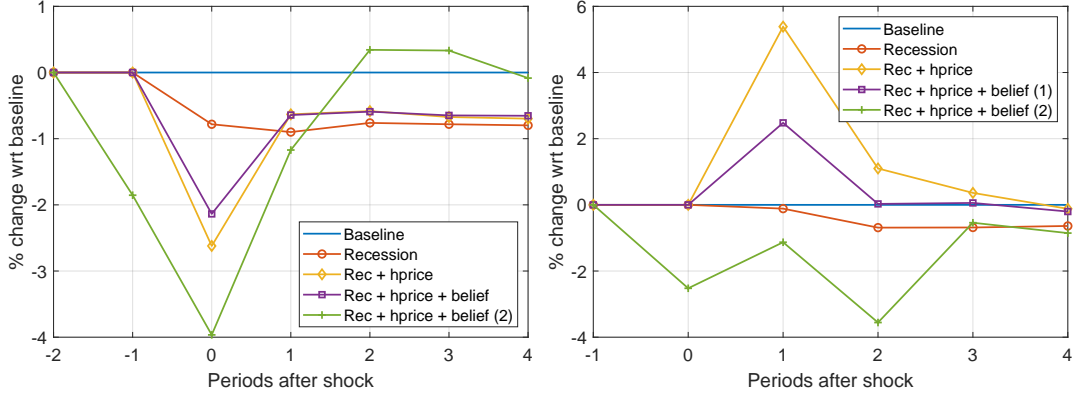 1
0
-1
-2
-3
-4
% change wrt baseline
-2
-1
0
1
2
3
4
Periods after shock
Baseline
Recession
Rec + hprice
Rec + hprice + belief
Rec + hprice + belief (2)
6
4
2
0
-2
-4
% change wrt baseline
-1
0
1
2
3
4
Periods after shock
Baseline
Recession
Rec + hprice
Rec + hprice + belief (1)
Rec + hprice + belief (2)